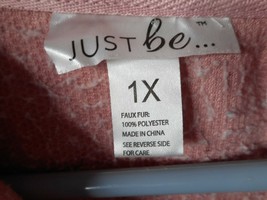 JUST be...™
1X
FAUX FUR:
100% POLYESTER
MADE IN CHINA
SEE REVERSE SIDE
FOR CARE